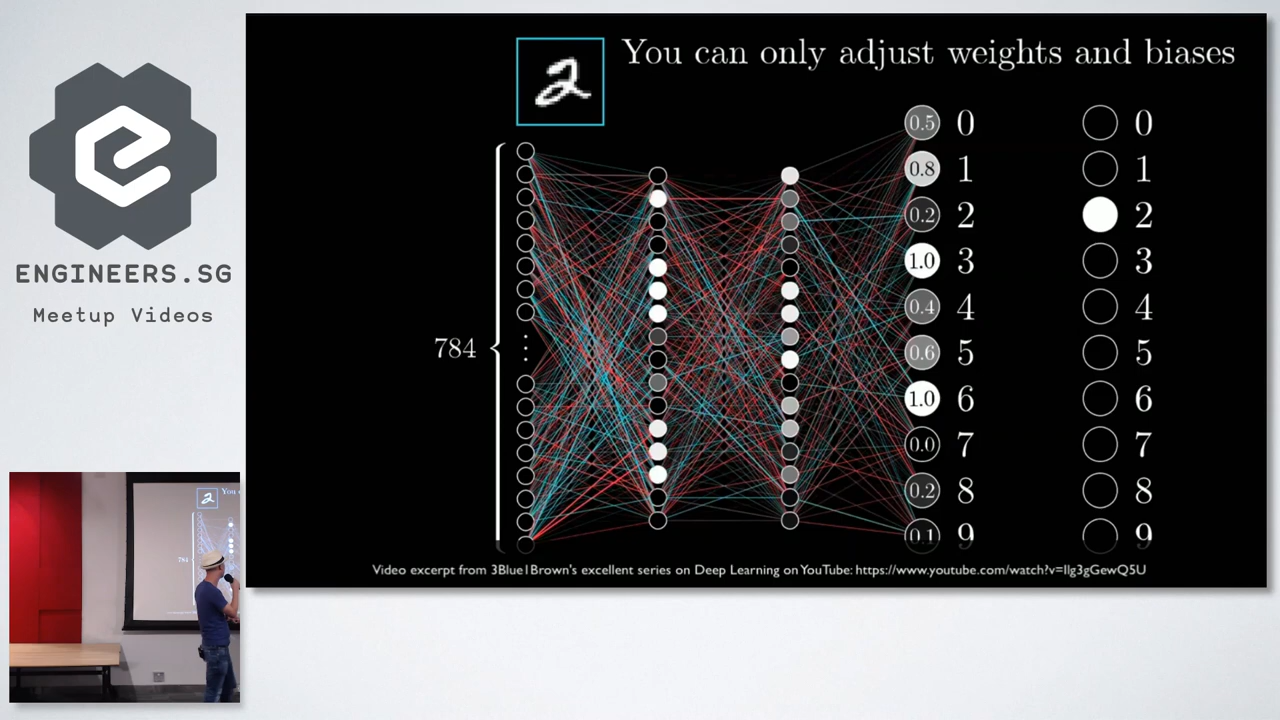 ENGINEERS.SG
Meetup Videos
2
You can only adjust weights and biases
784
0.5 0 0
0.8 1 1
0.2 2 2
1.0 3 3
0.4 4 4
0.6 5 5
1.0 6 6
0.0 7 7
0.2 8 8
0.1 9 9
Video excerpt from 3Blue1Brown's excellent series on Deep Learning on YouTube: https://www.youtube.com/watch?v=Ilg3gGewQ5U
2
You
784